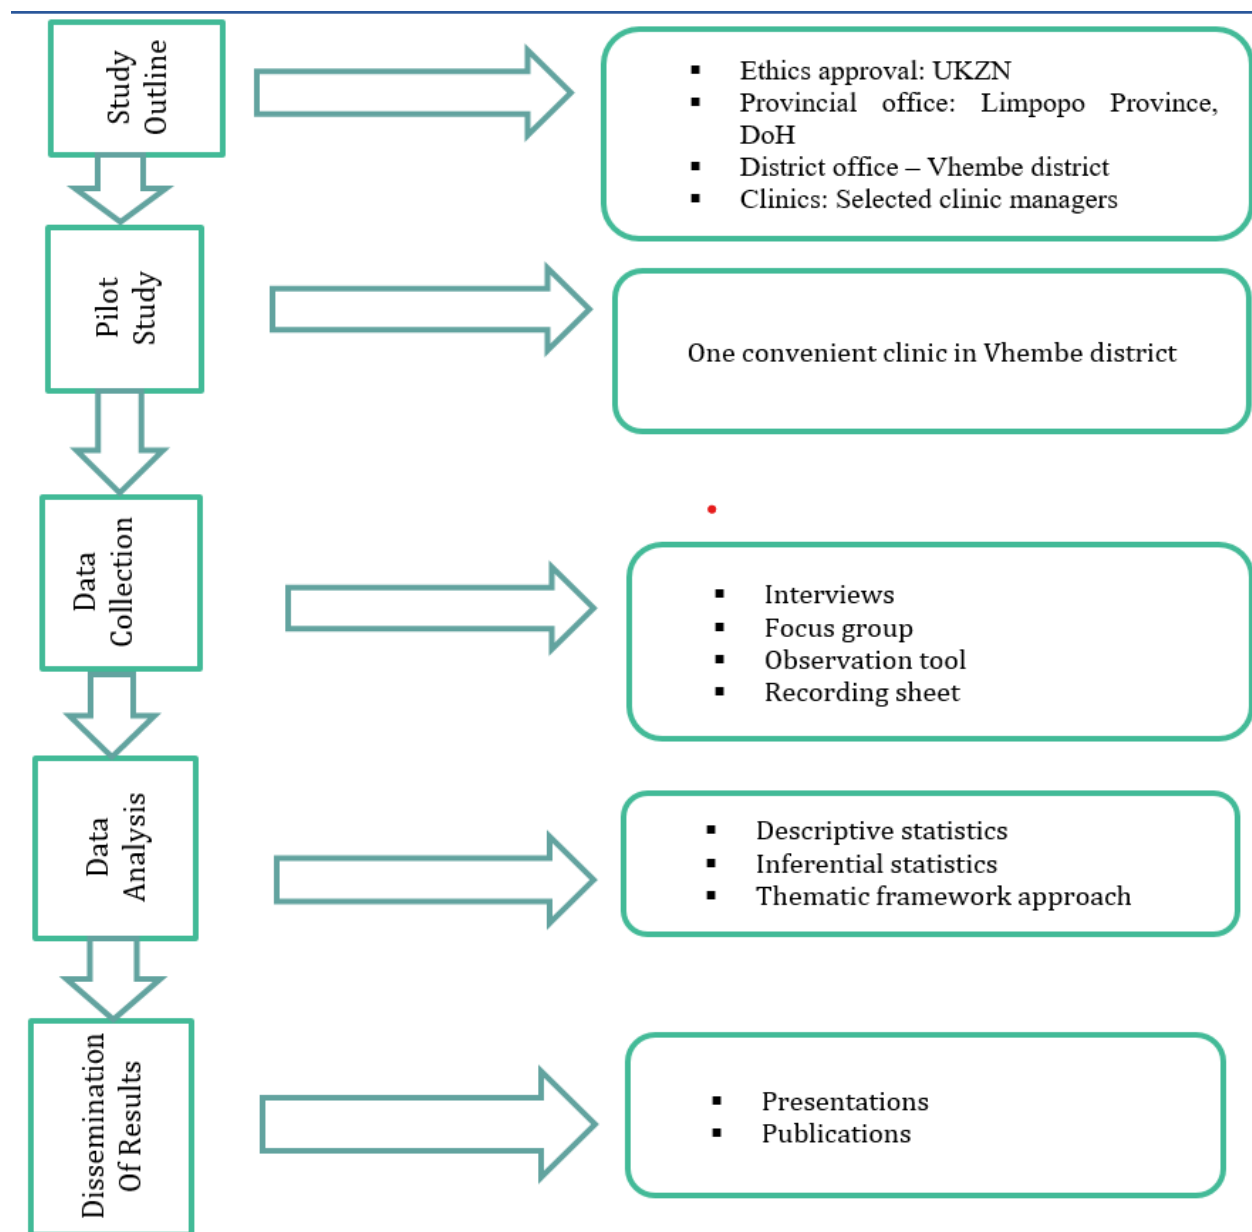 Study
Outline
▪ Ethics approval: UKZN
▪ Provincial office: Limpopo Province,
DoH
▪ District office – Vhembe district
▪ Clinics: Selected clinic managers
Pilot
Study
One convenient clinic in Vhembe district
Data
Collection
▪ Interviews
▪ Focus group
▪ Observation tool
▪ Recording sheet
Data
Analysis
▪ Descriptive statistics
▪ Inferential statistics
▪ Thematic framework approach
Dissemination
Of Results
▪ Presentations
▪ Publications